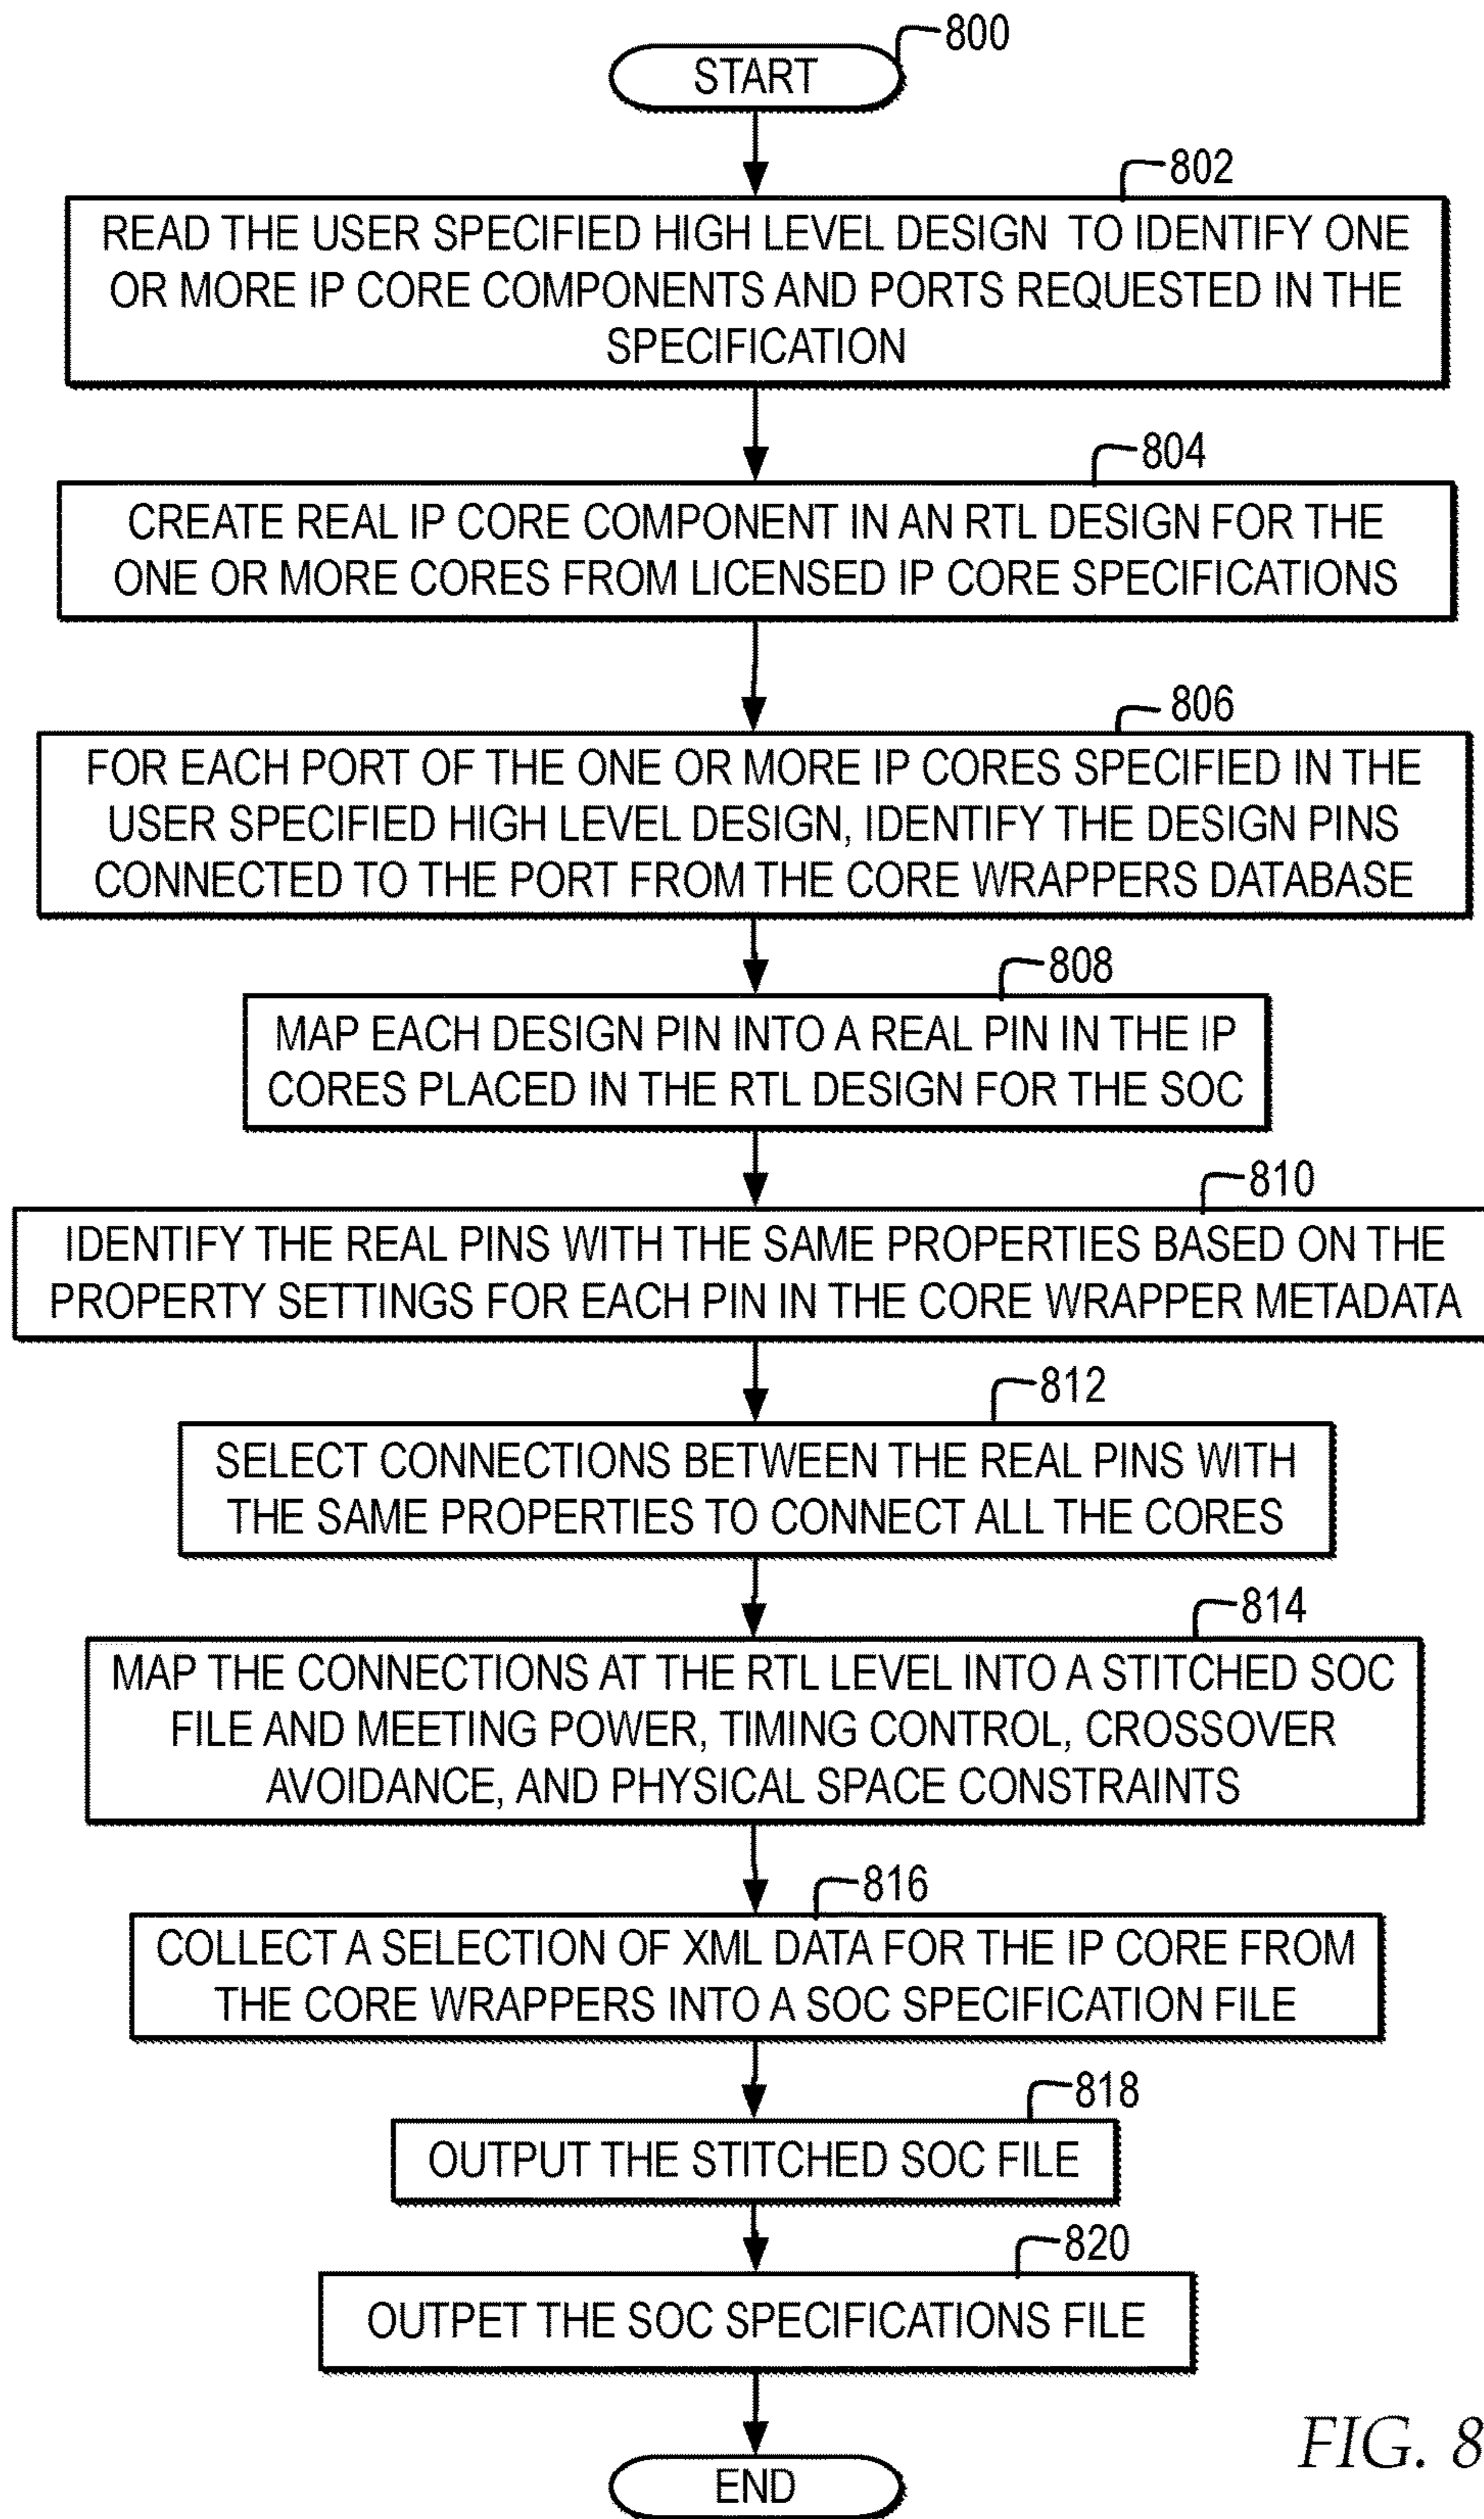 800
START
802
READ THE USER SPECIFIED HIGH LEVEL DESIGN TO IDENTIFY ONE
OR MORE IP CORE COMPONENTS AND PORTS REQUESTED IN THE
SPECIFICATION
804
CREATE REAL IP CORE COMPONENT IN AN RTL DESIGN FOR THE
ONE OR MORE CORES FROM LICENSED IP CORE SPECIFICATIONS
806
FOR EACH PORT OF THE ONE OR MORE IP CORES SPECIFIED IN THE
USER SPECIFIED HIGH LEVEL DESIGN, IDENTIFY THE DESIGN PINS
CONNECTED TO THE PORT FROM THE CORE WRAPPERS DATABASE
808
MAP EACH DESIGN PIN INTO A REAL PIN IN THE IP
CORES PLACED IN THE RTL DESIGN FOR THE SOC
810
IDENTIFY THE REAL PINS WITH THE SAME PROPERTIES BASED ON THE
PROPERTY SETTINGS FOR EACH PIN IN THE CORE WRAPPER METADATA
812
SELECT CONNECTIONS BETWEEN THE REAL PINS WITH
THE SAME PROPERTIES TO CONNECT ALL THE CORES
814
MAP THE CONNECTIONS AT THE RTL LEVEL INTO A STITCHED SOC
FILE AND MEETING POWER, TIMING CONTROL, CROSSOVER
AVOIDANCE, AND PHYSICAL SPACE CONSTRAINTS
816
COLLECT A SELECTION OF XML DATA FOR THE IP CORE FROM
THE CORE WRAPPERS INTO A SOC SPECIFICATION FILE
818
OUTPUT THE STITCHED SOC FILE
820
OUTPET THE SOC SPECIFICATIONS FILE
END
FIG. 8